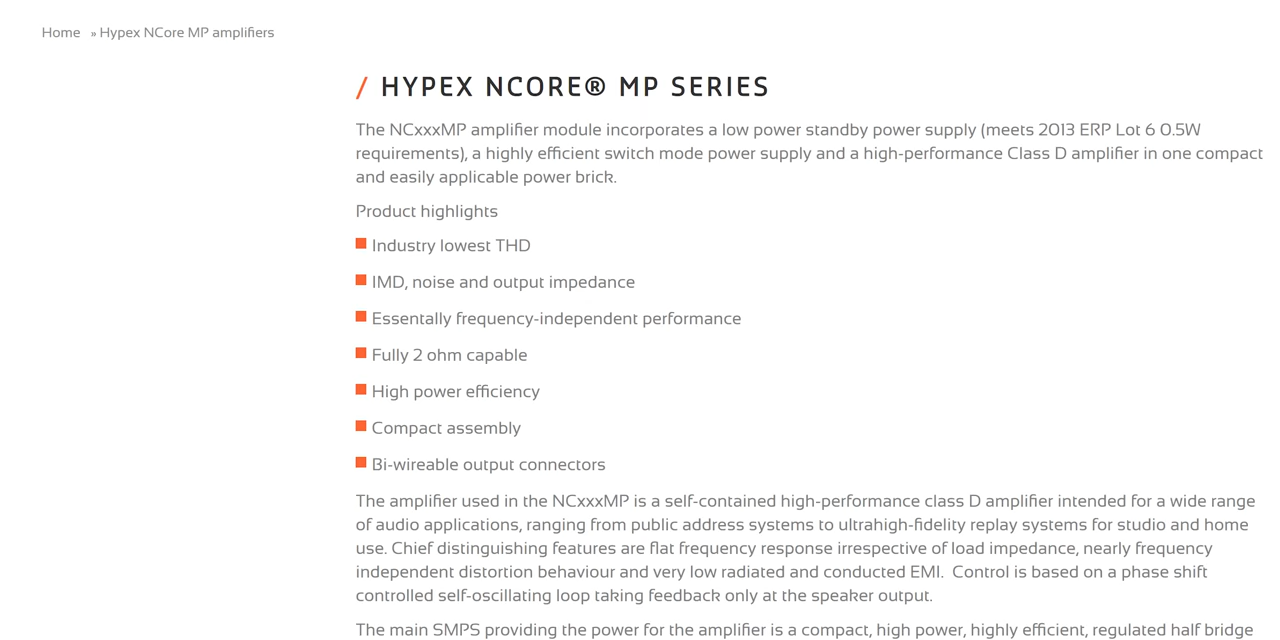 Home » Hypex NCore MP amplifiers
/ HYPEX NCORE® MP SERIES
The NCxxxMP amplifier module incorporates a low power standby power supply (meets 2013 ERP Lot 6 0.5W
requirements), a highly efficient switch mode power supply and a high-performance Class D amplifier in one compact
and easily applicable power brick.
Product highlights
Industry lowest THD
IMD, noise and output impedance
Essentally frequency-independent performance
Fully 2 ohm capable
High power efficiency
Compact assembly
Bi-wireable output connectors
The amplifier used in the NCxxxMP is a self-contained high-performance class D amplifier intended for a wide range
of audio applications, ranging from public address systems to ultrahigh-fidelity replay systems for studio and home
use. Chief distinguishing features are flat frequency response irrespective of load impedance, nearly frequency
independent distortion behaviour and very low radiated and conducted EMI. Control is based on a phase shift
controlled self-oscillating loop taking feedback only at the speaker output.
The main SMPS providing the power for the amplifier is a compact, high power, highly efficient, regulated half bridge